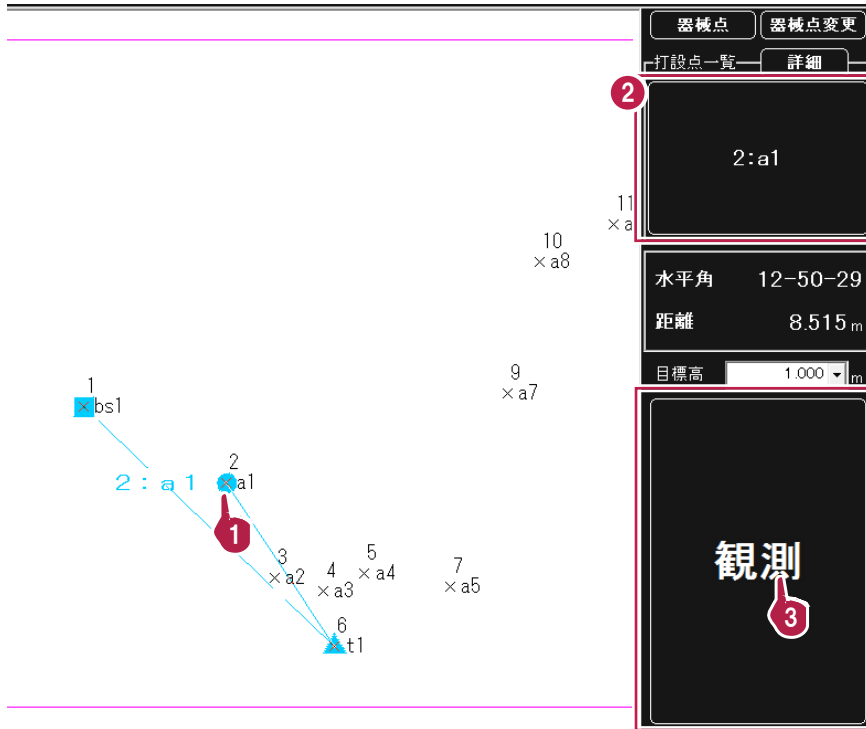 器械点 器械点変更
打設点一覧 詳細
2
2:a1
11
×a
10
×a8
水平角 12-50-29
距離 8.515 m
目標高 1.000 m
9
×a7
1
×bs1
2
2:a1 ×a1
1
3
×a2
4
×a3
5
×a4
7
×a5
観測
3
6
t1